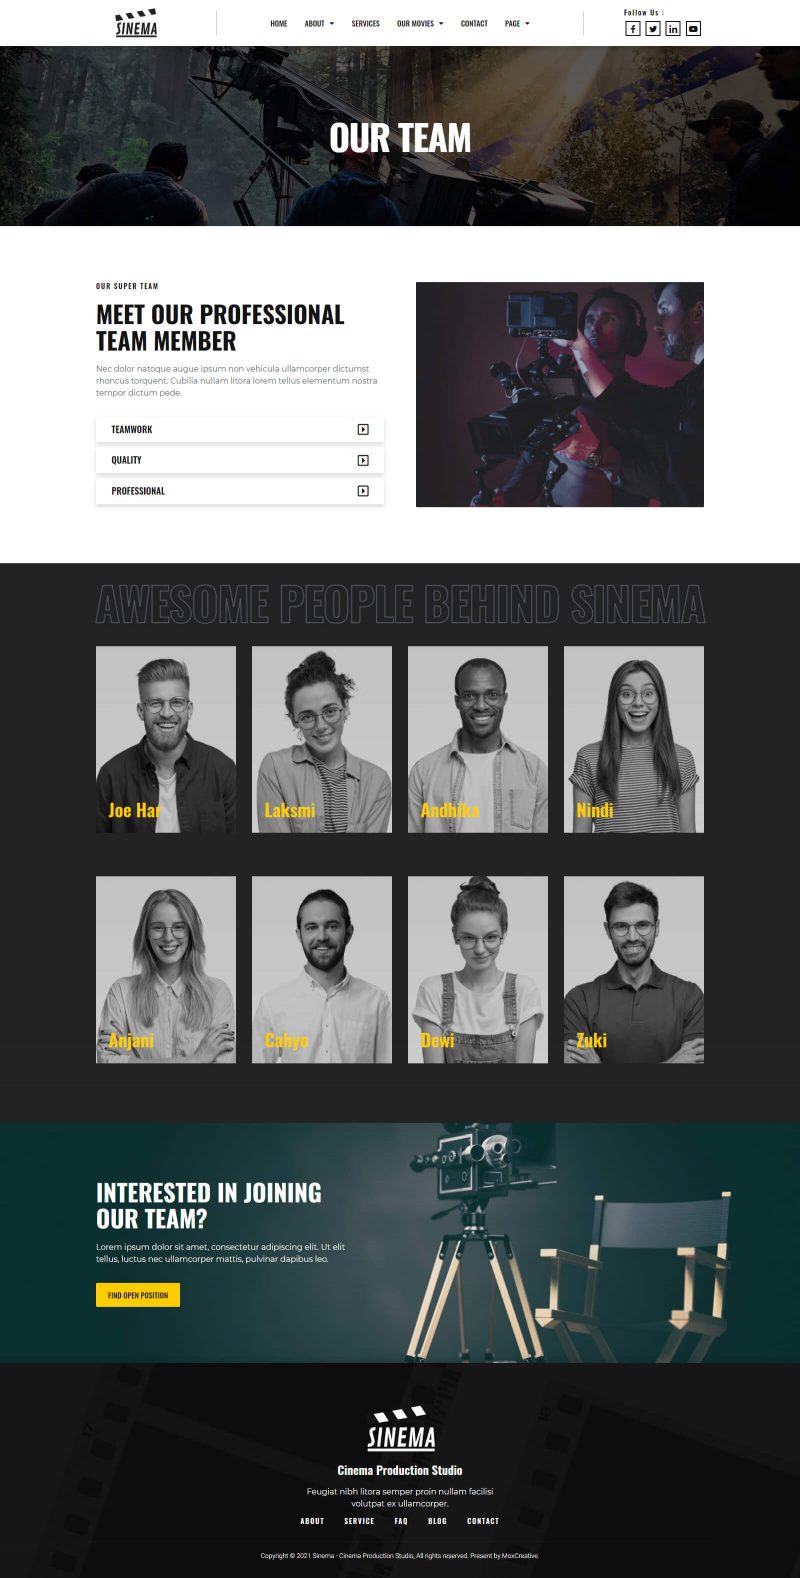 SINEMA
HOME
ABOUT
SERVICES
OUR MOVIES
CONTACT
PAGE
Follow Us :
OUR TEAM
OUR SUPER TEAM
MEET OUR PROFESSIONAL
TEAM MEMBER
Nec dolor natoque augue ipsum non vehicula ullamcorper dictumst
rhoncus torquent. Cubilia nullam litora lorem tellus elementum nostra
tempor dictum pede.
TEAMWORK
QUALITY
PROFESSIONAL
AWESOME PEOPLE BEHIND SINEMA
Joe Har
Laksmi
Andhika
Nindi
Anjani
Cahyo
Dewi
Zuki
INTERESTED IN JOINING
OUR TEAM?
Lorem ipsum dolor sit amet, consectetur adipiscing elit. Ut elit
tellus, luctus nec ullamcorper mattis, pulvinar dapibus leo.
FIND OPEN POSITION
SINEMA
Cinema Production Studio
Feugiat nibh litora semper proin nullam facilisi
volutpat ex ullamcorper.
ABOUT
SERVICE
FAQ
BLOG
CONTACT
Copyright © 2021 Sinema - Cinema Production Studio, All rights reserved. Present by MoxCreative.